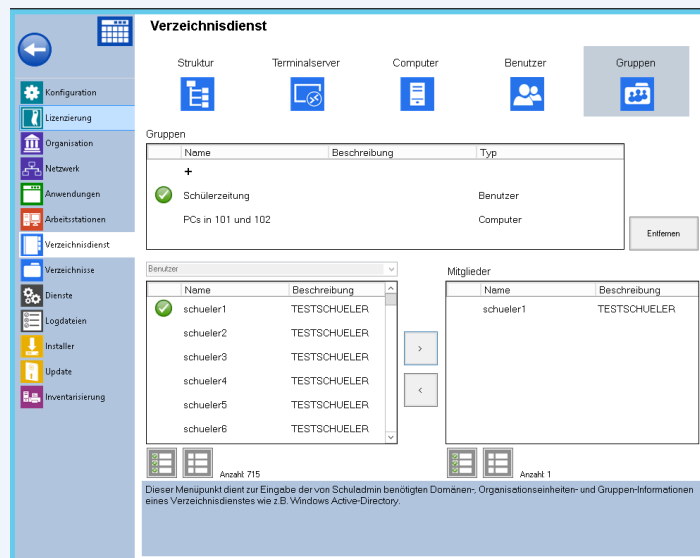 Verzeichnisdienst
Struktur
Terminalserver
Computer
Benutzer
Gruppen
Konfiguration
Lizenzierung
Organisation
Netzwerk
Anwendungen
Arbeitsstationen
Verzeichnisdienst
Verzeichnisse
Dienste
Logdateien
Installer
Update
Inventarisierung
Gruppen
Name Beschreibung Typ
+
Schülerzeitung Benutzer
PCs in 101 und 102 Computer
Entfernen
Benutzer
Name Beschreibung
schueler1 TESTSCHUELER
schueler2 TESTSCHUELER
schueler3 TESTSCHUELER
schueler4 TESTSCHUELER
schueler5 TESTSCHUELER
schueler6 TESTSCHUELER
>
<
Mitglieder
Name Beschreibung
schueler1 TESTSCHUELER
Anzahl: 715
Anzahl: 1
Dieser Menüpunkt dient zur Eingabe der von Schuladmin benötigten Domänen-, Organisationseinheiten- und Gruppen-Informationen
eines Verzeichnisdienstes wie z.B. Windows Active-Directory.